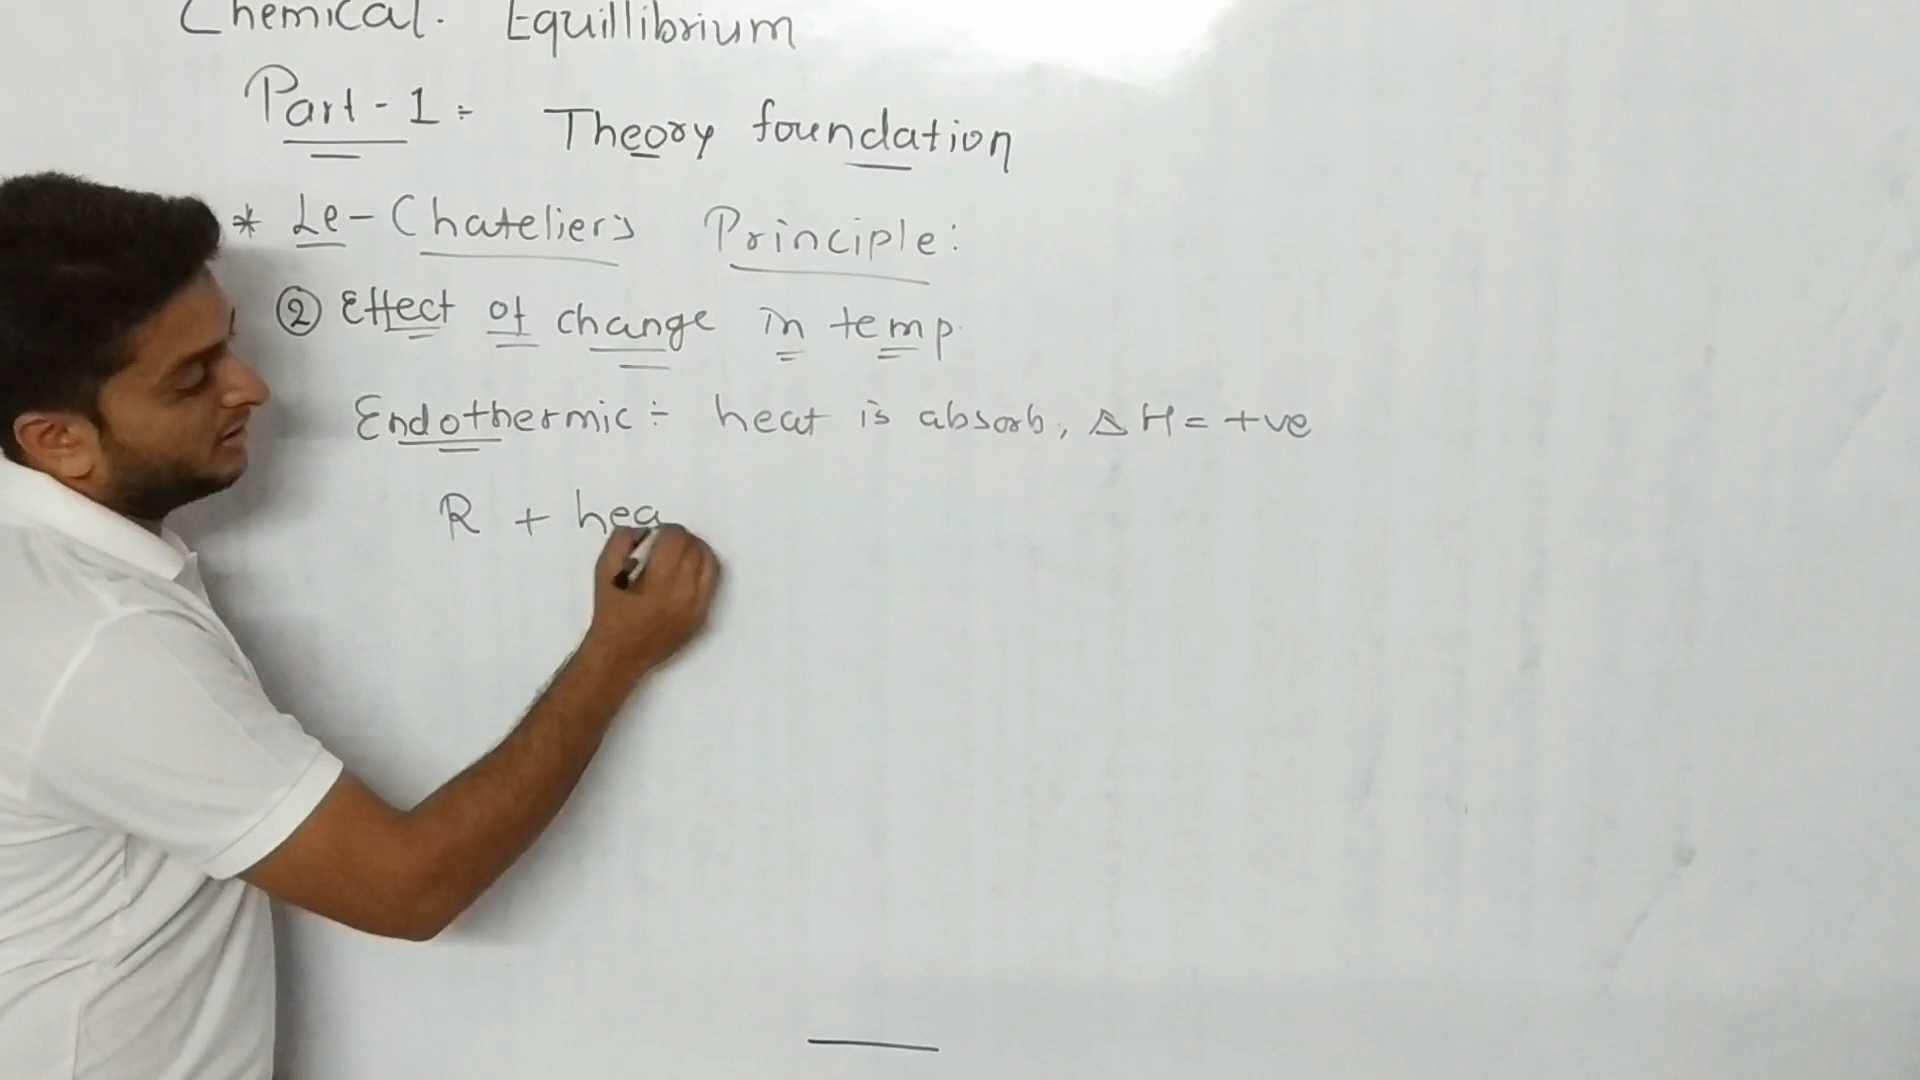 Chemical. Equillibrium
Part-1÷ Theory foundation
* Le-Chatelier's Principle:
② Effect of change in temp.
Endothermic ÷ heat is absorb, ΔH = +ve
R + hea